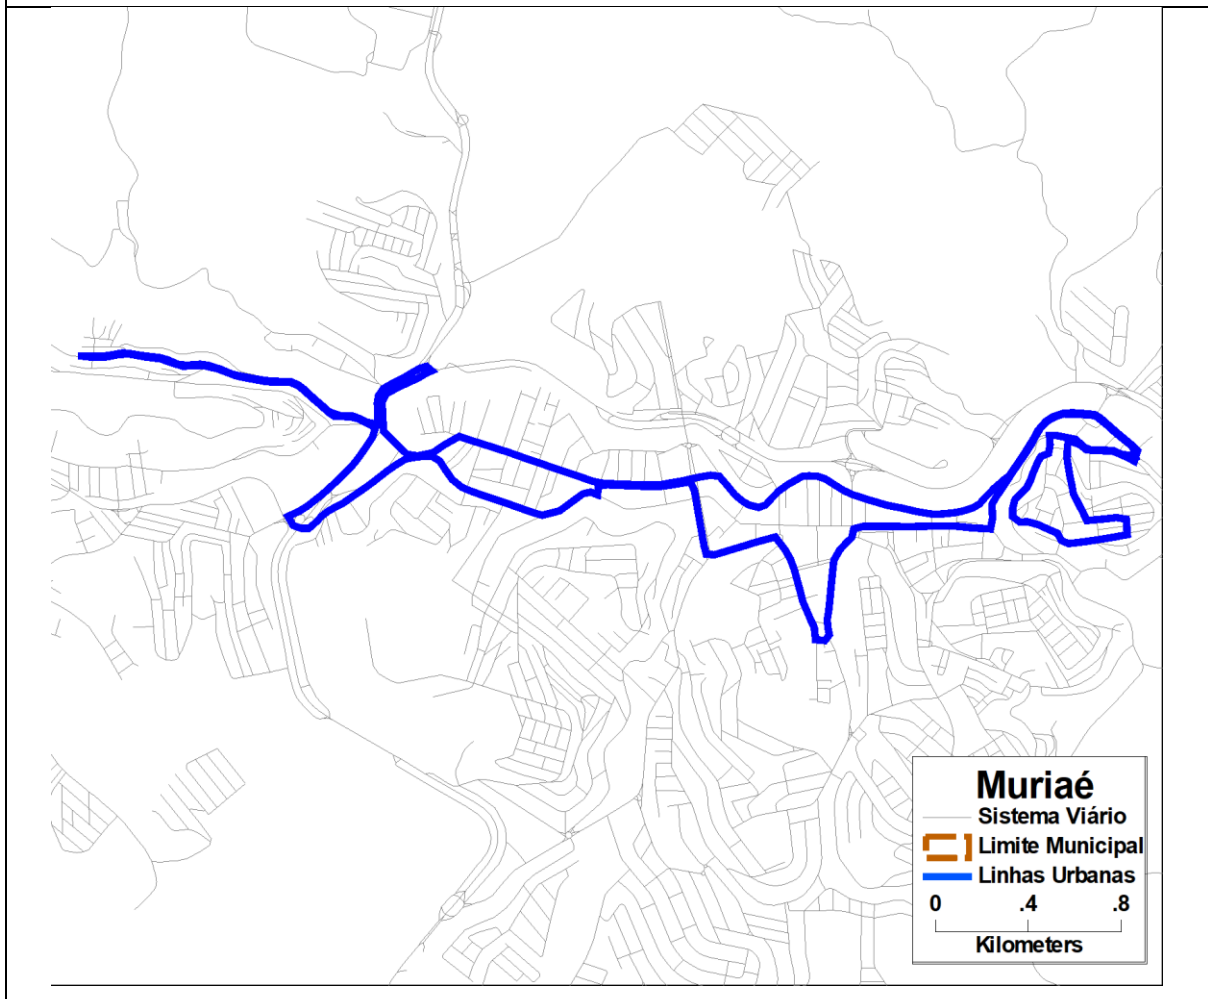 Muriaé
Sistema Viário
Limite Municipal
Linhas Urbanas
0 .4 .8
Kilometers